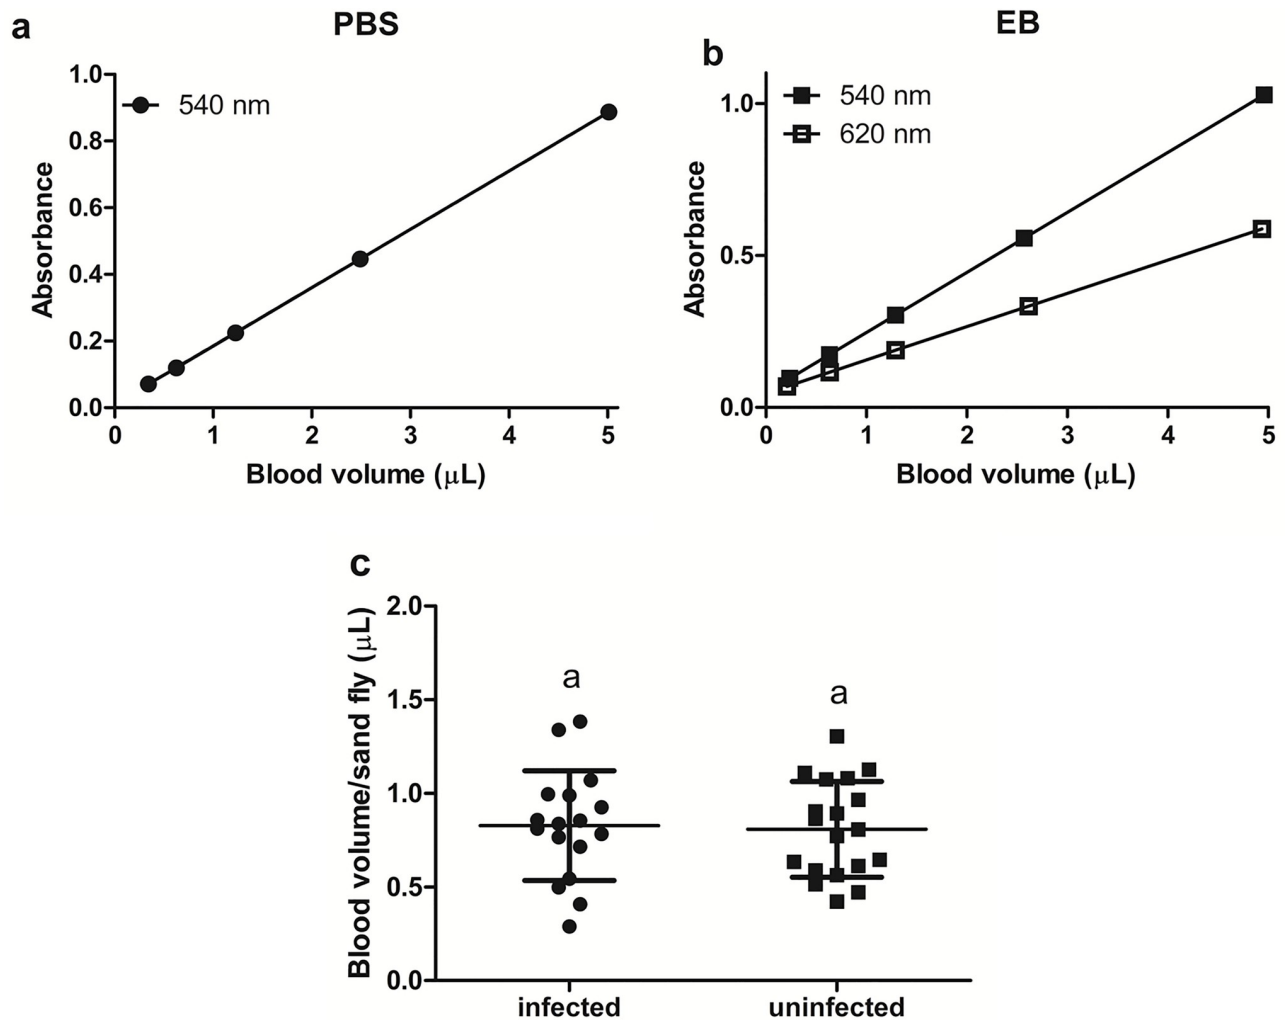 a
PBS
540 nm
1.0
0.8
0.6
0.4
0.2
0.0
Absorbance
0 1 2 3 4 5
Blood volume (μL)
b
EB
540 nm
620 nm
1.0
0.5
0.0
Absorbance
0 1 2 3 4 5
Blood volume (μL)
c
2.0
1.5
1.0
0.5
0.0
Blood volume/sand fly (μL)
a
a
infected uninfected